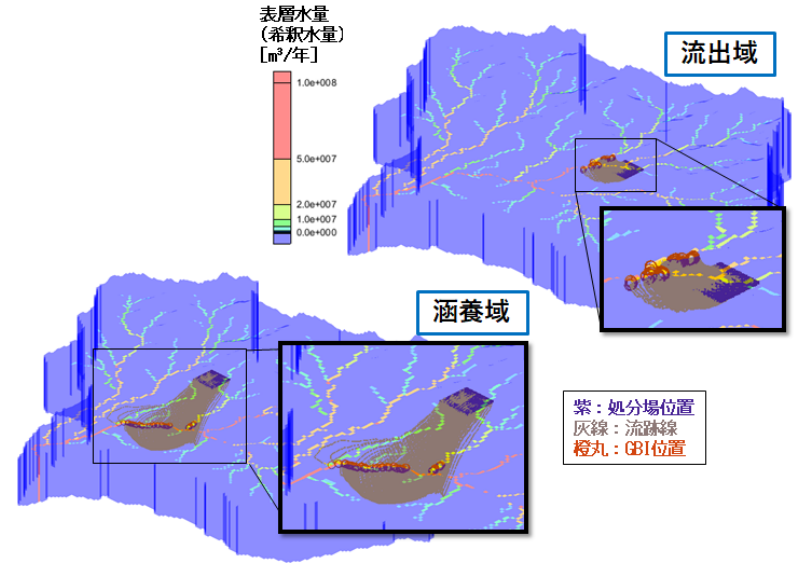 表層水量
(希釈水量)
[m³/年]
1.0e+008
5.0e+007
2.0e+007
1.0e+007
0.0e+000
流出域
涵養域
紫：処分場位置
灰線：流跡線
橙丸：GBI位置